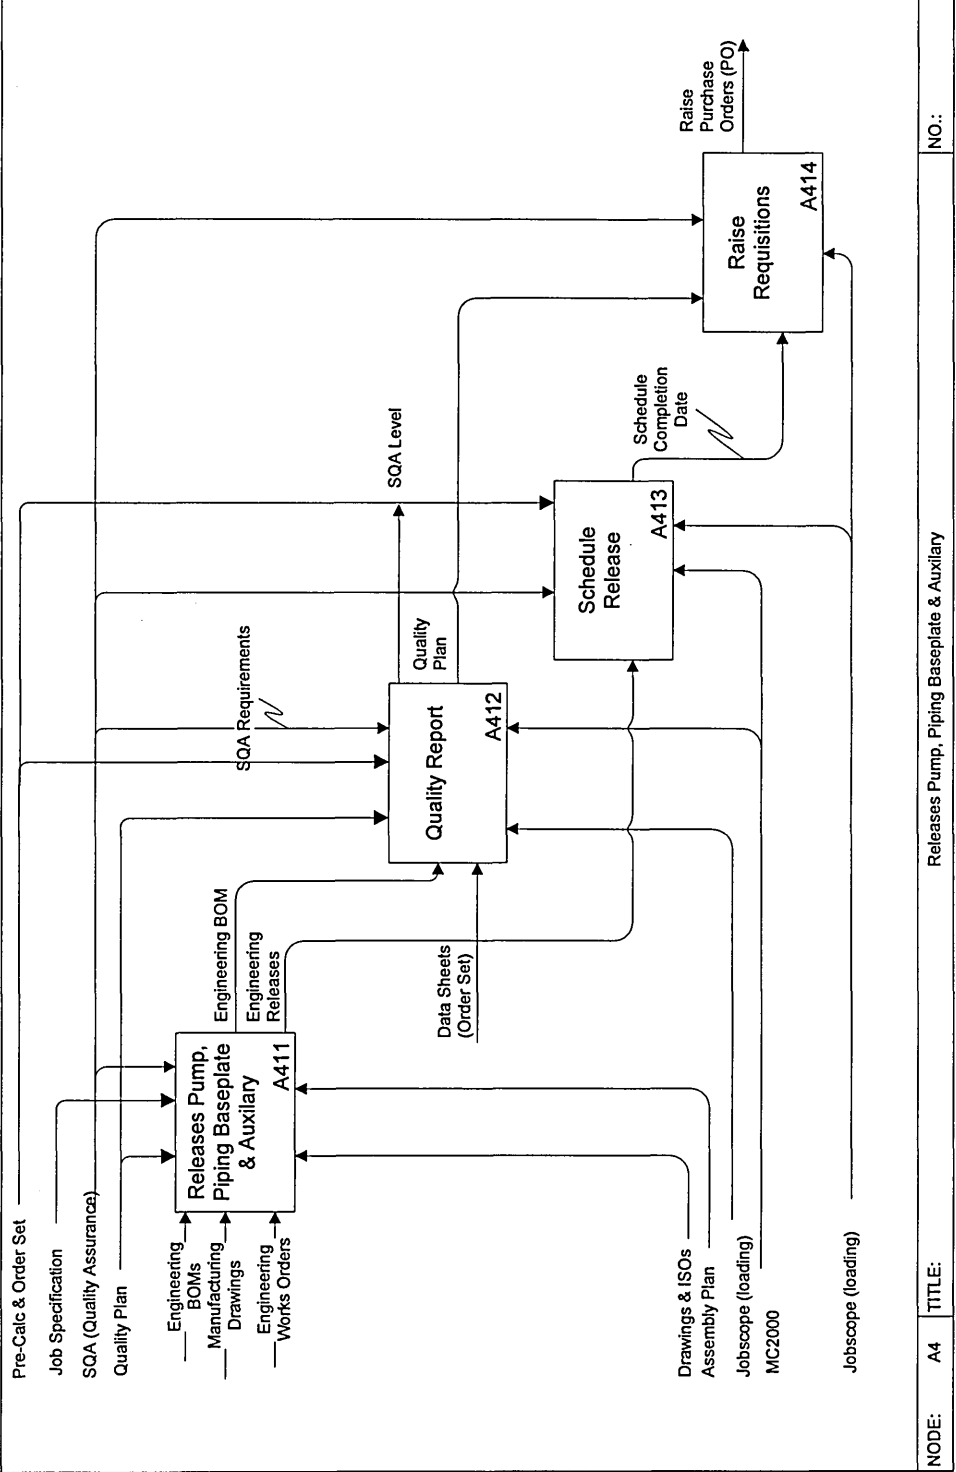 Pre-Calc & Order Set
Job Specification
SQA (Quality Assurance)
Quality Plan
Engineering
BOMs
Manufacturing
Drawings
Engineering
Works Orders
Releases Pump,
Piping Baseplate
& Auxilary
A411
Engineering BOM
Engineering
Releases
Data Sheets
(Order Set)
SQA Requirements
Quality Report
A412
Quality
Plan
SQA Level
Schedule
Release
A413
Schedule
Completion
Date
Raise
Requisitions
A414
Raise
Purchase
Orders (PO)
Drawings & ISOs
Assembly Plan
Jobscope (loading)
MC2000
Jobscope (loading)
NODE:
A4
TITLE:
Releases Pump, Piping Baseplate & Auxilary
NO.: